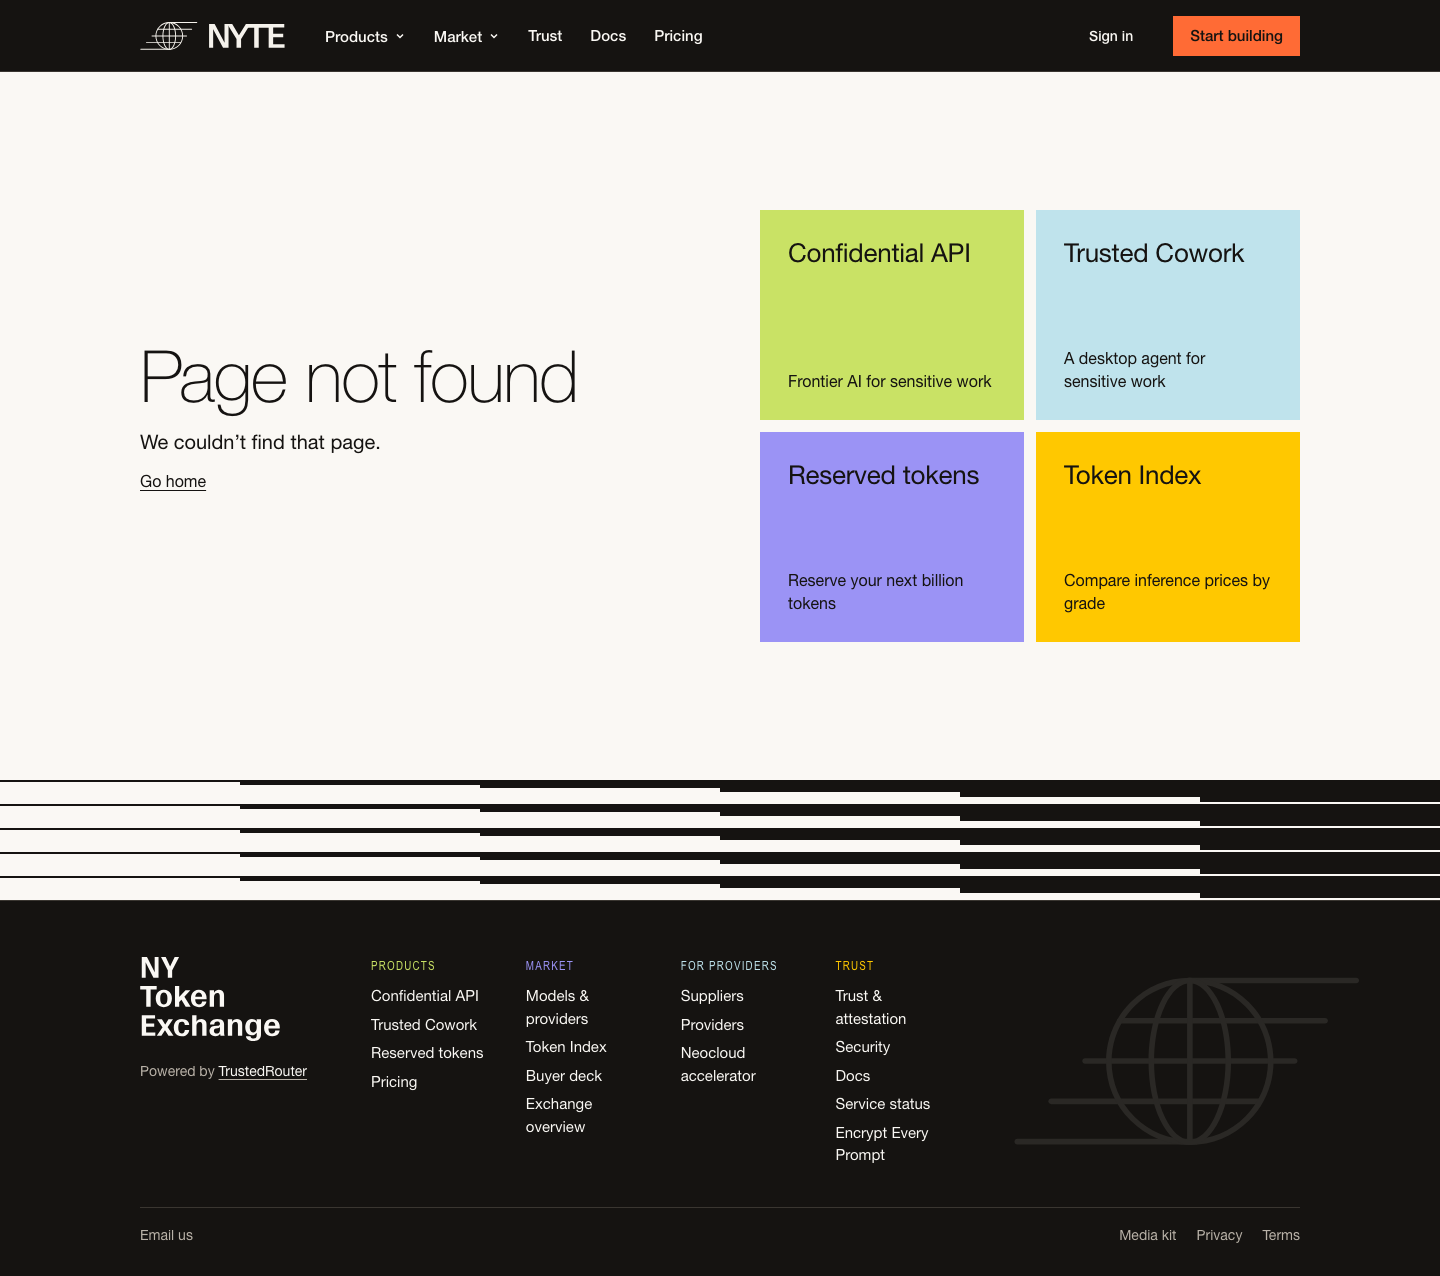 NYTE
Products
Market
Trust
Docs
Pricing
Sign in
Start building
Page not found
We couldn’t find that page.
Go home
Confidential API
Frontier AI for sensitive work
Trusted Cowork
A desktop agent for
sensitive work
Reserved tokens
Reserve your next billion
tokens
Token Index
Compare inference prices by
grade
NY
Token
Exchange
Powered by TrustedRouter
PRODUCTS
Confidential API
Trusted Cowork
Reserved tokens
Pricing
MARKET
Models &
providers
Token Index
Buyer deck
Exchange
overview
FOR PROVIDERS
Suppliers
Providers
Neocloud
accelerator
TRUST
Trust &
attestation
Security
Docs
Service status
Encrypt Every
Prompt
Email us
Media kit
Privacy
Terms